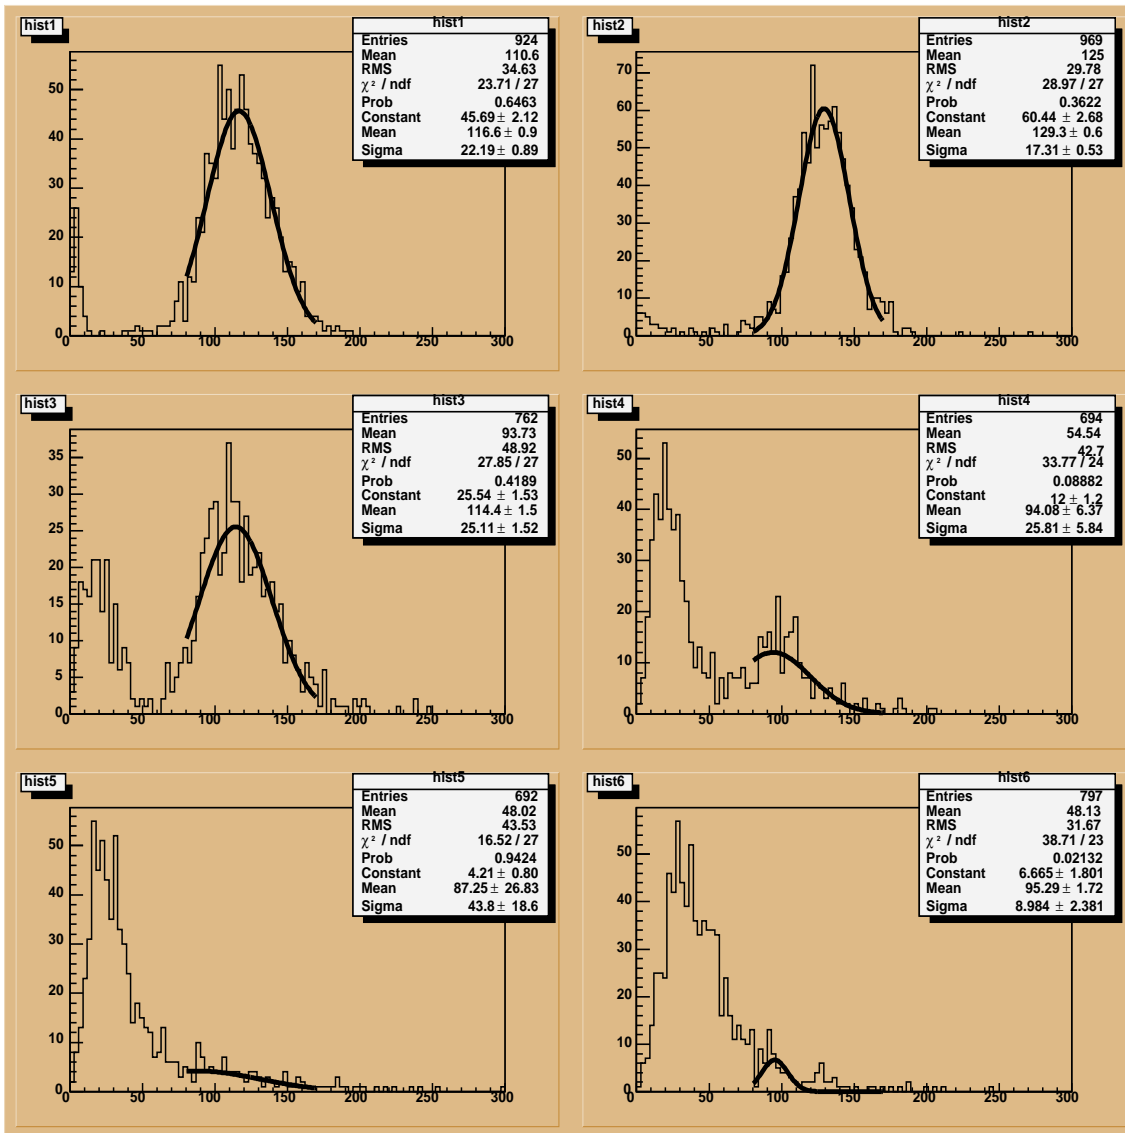 hist1
hist1
Entries 924
Mean 110.6
RMS 34.63
χ² / ndf 23.71 / 27
Prob 0.6463
Constant 45.69 ± 2.12
Mean 116.6 ± 0.9
Sigma 22.19 ± 0.89
50
40
30
20
10
0
0 50 100 150 200 250 300
hist2
hist2
Entries 969
Mean 125
RMS 29.78
χ² / ndf 28.97 / 27
Prob 0.3622
Constant 60.44 ± 2.68
Mean 129.3 ± 0.6
Sigma 17.31 ± 0.53
70
60
50
40
30
20
10
0
0 50 100 150 200 250 300
hist3
hist3
Entries 762
Mean 93.73
RMS 48.92
χ² / ndf 27.85 / 27
Prob 0.4189
Constant 25.54 ± 1.53
Mean 114.4 ± 1.5
Sigma 25.11 ± 1.52
35
30
25
20
15
10
5
0
0 50 100 150 200 250 300
hist4
hist4
Entries 694
Mean 54.54
RMS 42.7
χ² / ndf 33.77 / 24
Prob 0.08882
Constant 12 ± 1.2
Mean 94.08 ± 6.37
Sigma 25.81 ± 5.84
50
40
30
20
10
0
0 50 100 150 200 250 300
hist5
hist5
Entries 692
Mean 48.02
RMS 43.53
χ² / ndf 16.52 / 27
Prob 0.9424
Constant 4.21 ± 0.80
Mean 87.25 ± 26.83
Sigma 43.8 ± 18.6
50
40
30
20
10
0
0 50 100 150 200 250 300
hist6
hist6
Entries 797
Mean 48.13
RMS 31.67
χ² / ndf 38.71 / 23
Prob 0.02132
Constant 6.665 ± 1.801
Mean 95.29 ± 1.72
Sigma 8.984 ± 2.381
50
40
30
20
10
0
0 50 100 150 200 250 300